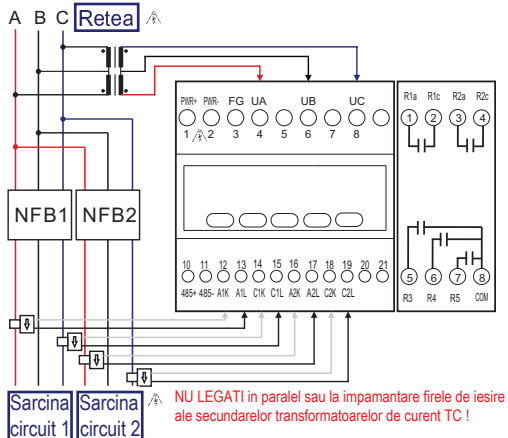 A B C Retea
PWR+ PWR- FG UA UB UC
1 2 3 4 5 6 7 8
R1a R1c R2a R2c
1 2 3 4
NFB1 NFB2
10 11 12 13 14 15 16 17 18 19 20 21
485+ 485- A1K A1L C1K C1L A2K A2L C2K C2L
5 6 7 8
R3 R4 R5 COM
Sarcina
circuit 1
Sarcina
circuit 2
NU LEGATI in paralel sau la impamantare firele de iesire
ale secundarelor transformatoarelor de curent TC !